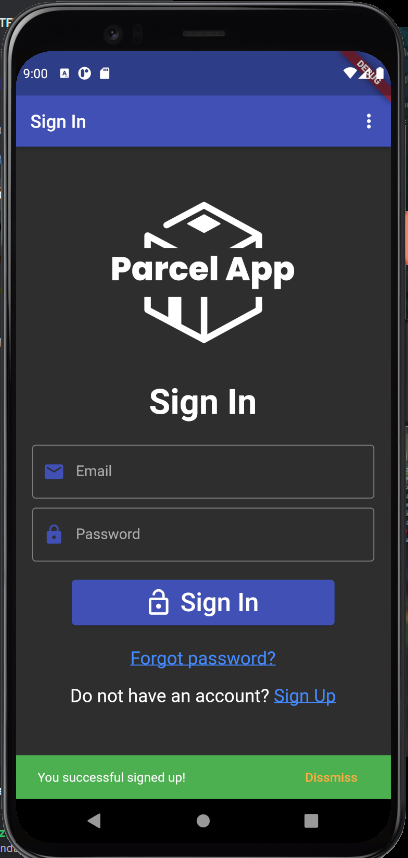 9:00
DEBUG
Sign In
Parcel App
Sign In
Email
Password
Sign In
Forgot password?
Do not have an account? Sign Up
You successful signed up!
Dissmiss